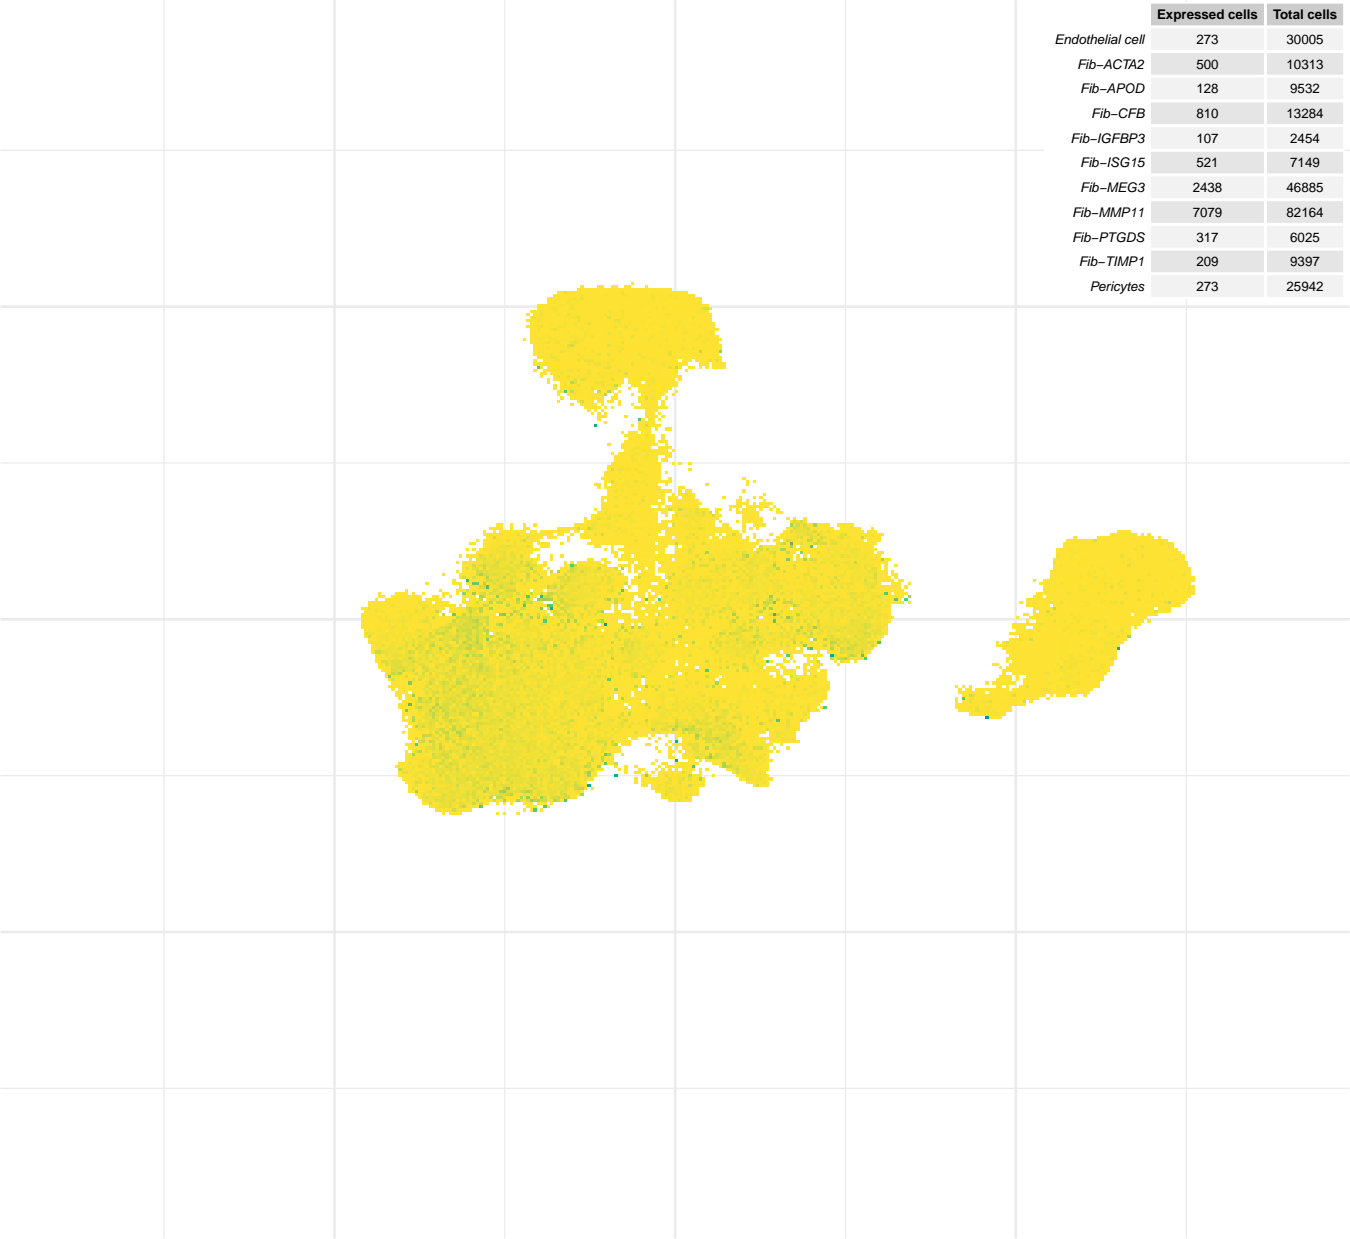 Expressed cells Total cells
Endothelial cell 273 30005
Fib−ACTA2 500 10313
Fib−APOD 128 9532
Fib−CFB 810 13284
Fib−IGFBP3 107 2454
Fib−ISG15 521 7149
Fib−MEG3 2438 46885
Fib−MMP11 7079 82164
Fib−PTGDS 317 6025
Fib−TIMP1 209 9397
Pericytes 273 25942